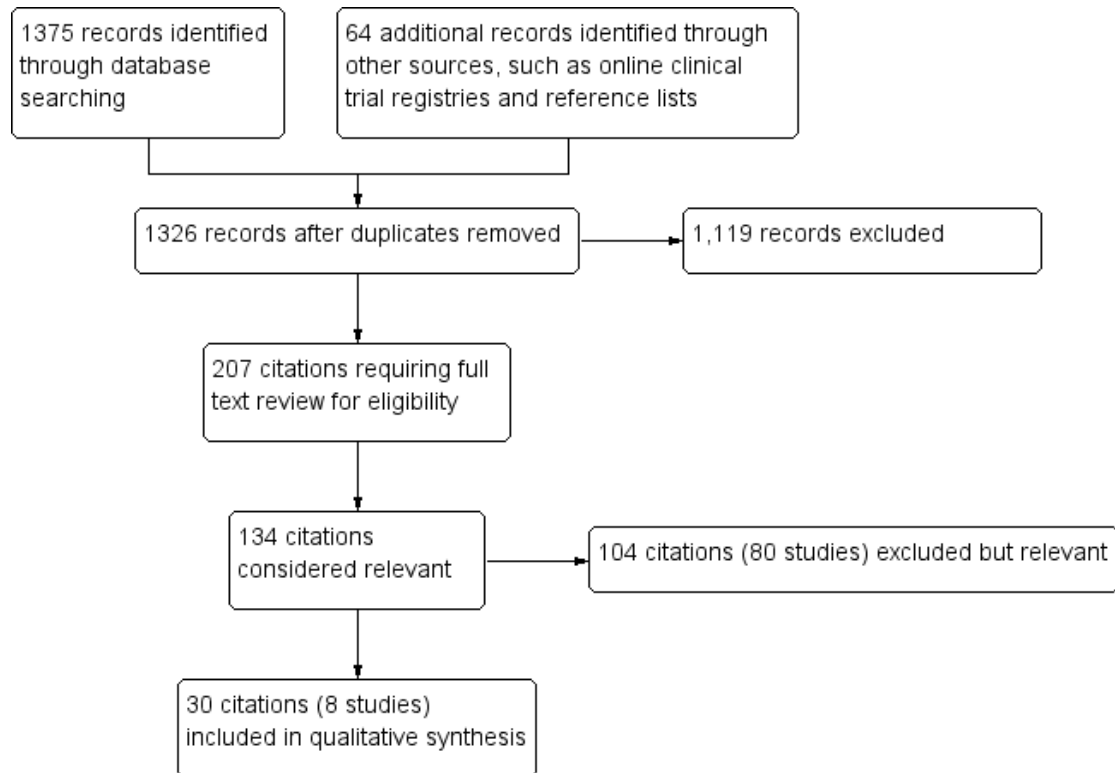 1375 records identified
through database
searching
64 additional records identified through
other sources, such as online clinical
trial registries and reference lists
1326 records after duplicates removed
1,119 records excluded
207 citations requiring full
text review for eligibility
134 citations
considered relevant
104 citations (80 studies) excluded but relevant
30 citations (8 studies)
included in qualitative synthesis